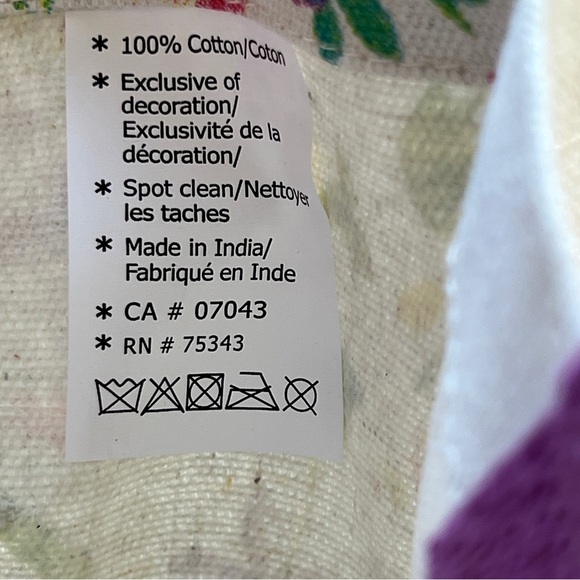 * 100% Cotton/Coton
* Exclusive of
decoration/
Exclusivité de la
décoration/
* Spot clean/Nettoyer
les taches
* Made in India/
Fabriqué en Inde
* CA # 07043
* RN # 75343